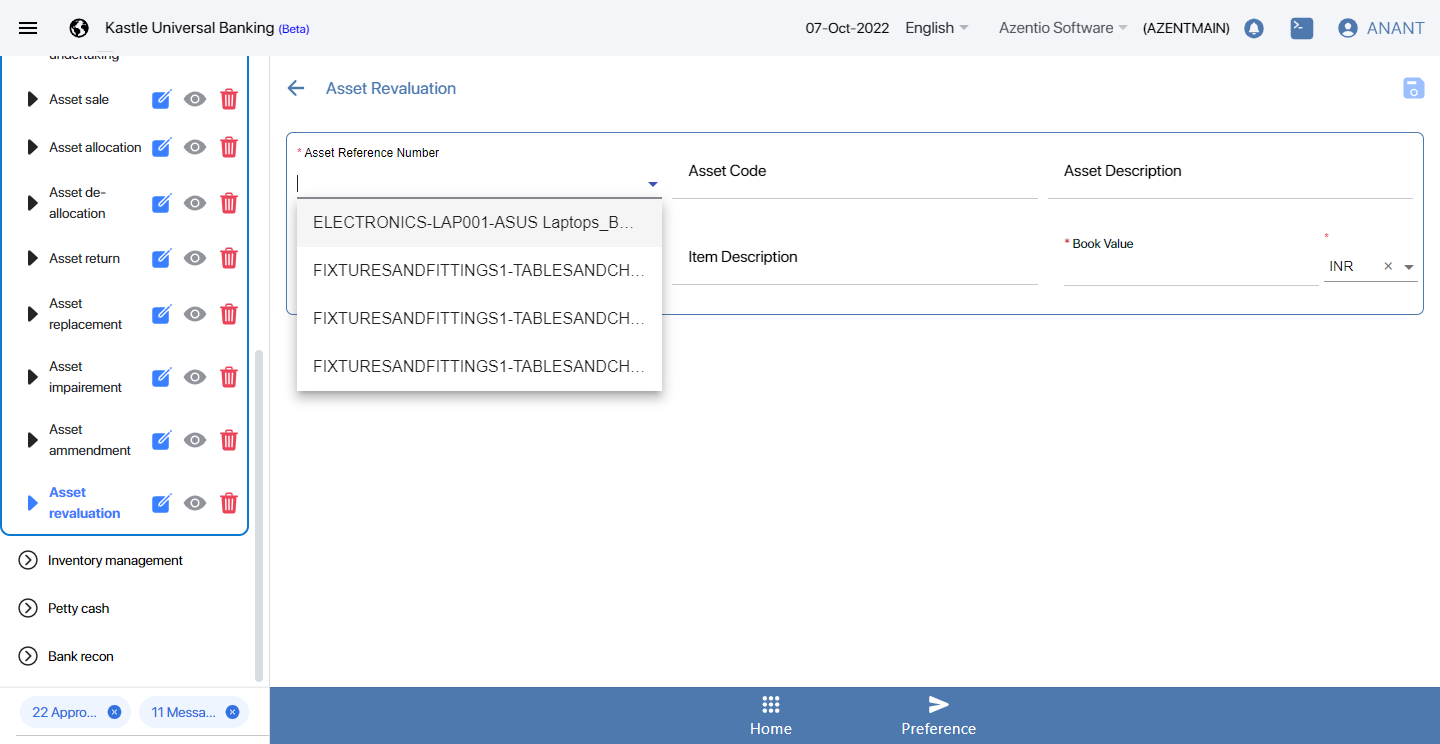 Kastle Universal Banking (Beta)
07-Oct-2022
English
Azentio Software
(AZENTMAIN)
ANANT
undertaking
Asset sale
Asset allocation
Asset de-
allocation
Asset return
Asset
replacement
Asset
impairement
Asset
ammendment
Asset
revaluation
Inventory management
Petty cash
Bank recon
22 Appro...
11 Messa...
Asset Revaluation
* Asset Reference Number
Asset Code
Asset Description
ELECTRONICS-LAP001-ASUS Laptops_B...
FIXTURESANDFITTINGS1-TABLESANDCH...
FIXTURESANDFITTINGS1-TABLESANDCH...
FIXTURESANDFITTINGS1-TABLESANDCH...
Item Description
* Book Value
*
INR
Home
Preference